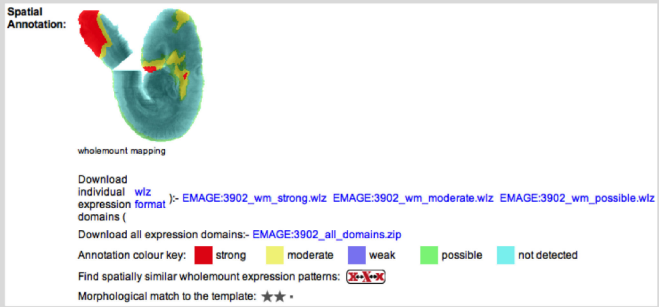 Spatial
Annotation:
wholemount mapping
Download
individual wlz
expression format ):- EMAGE:3902_wm_strong.wlz EMAGE:3902_wm_moderate.wlz EMAGE:3902_wm_possible.wlz
domains (
Download all expression domains:- EMAGE:3902_all_domains.zip
Annotation colour key: strong moderate weak possible not detected
Find spatially similar wholemount expression patterns: X↔X↔X
Morphological match to the template: ★★•